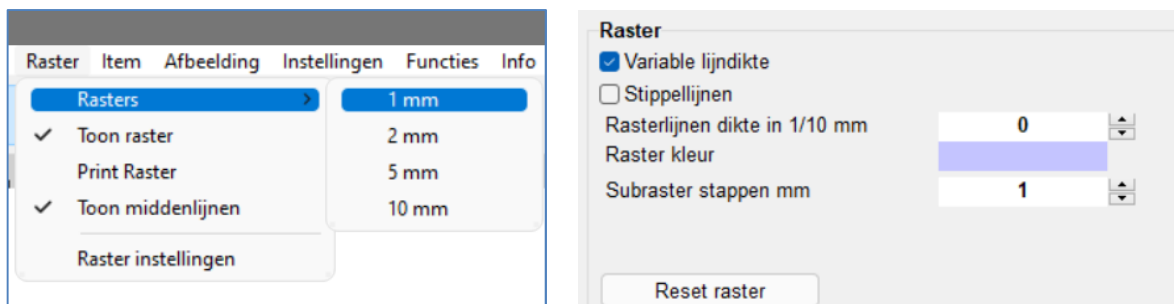 Raster Item Afbeelding Instellingen Functies Info
Rasters
Toon raster
Print Raster
Toon middenlijnen
Raster instellingen
1 mm
2 mm
5 mm
10 mm
Raster
Variable lijndikte
Stippellijnen
Rasterlijnen dikte in 1/10 mm 0
Raster kleur
Subraster stappen mm 1
Reset raster